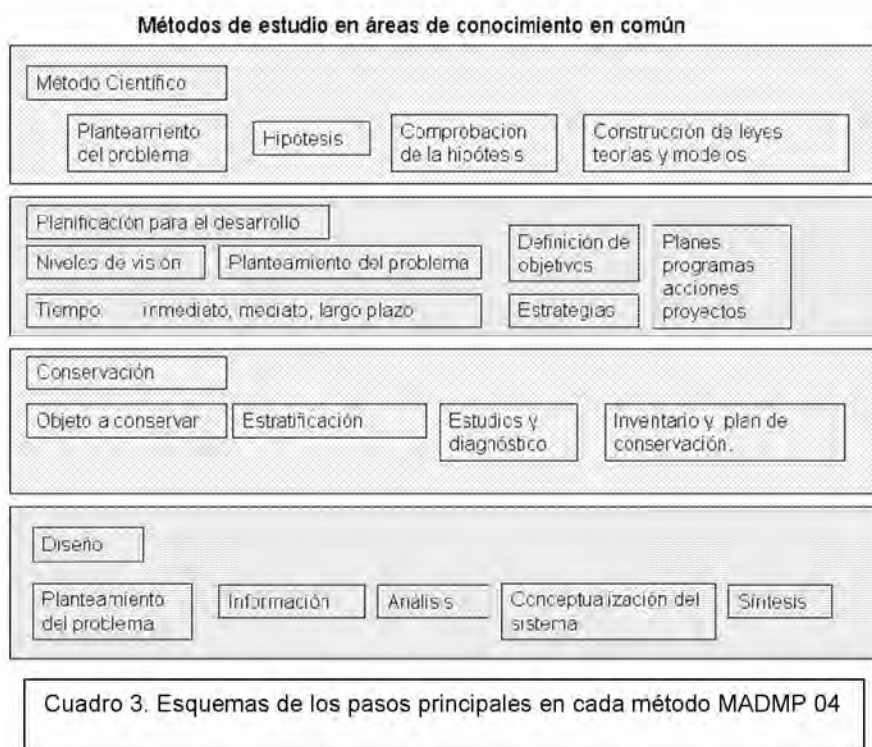 Métodos de estudio en áreas de conocimiento en común
Método Científico
Planteamiento
del problema
Hipótesis
Comprobación
de la hipótesis
Construcción de leyes
teorías y modelos
Planificación para el desarrollo
Niveles de visión
Planteamiento del problema
Tiempo inmediato, mediato, largo plazo
Definición de
objetivos
Estrategias
Planes
programas
acciones
proyectos
Conservación
Objeto a conservar
Estratificación
Estudios y
diagnóstico
Inventario y plan de
conservación.
Diseño
Planteamiento
del problema
Información
Análisis
Conceptualización del
sistema
Síntesis
Cuadro 3. Esquemas de los pasos principales en cada método MADMP 04